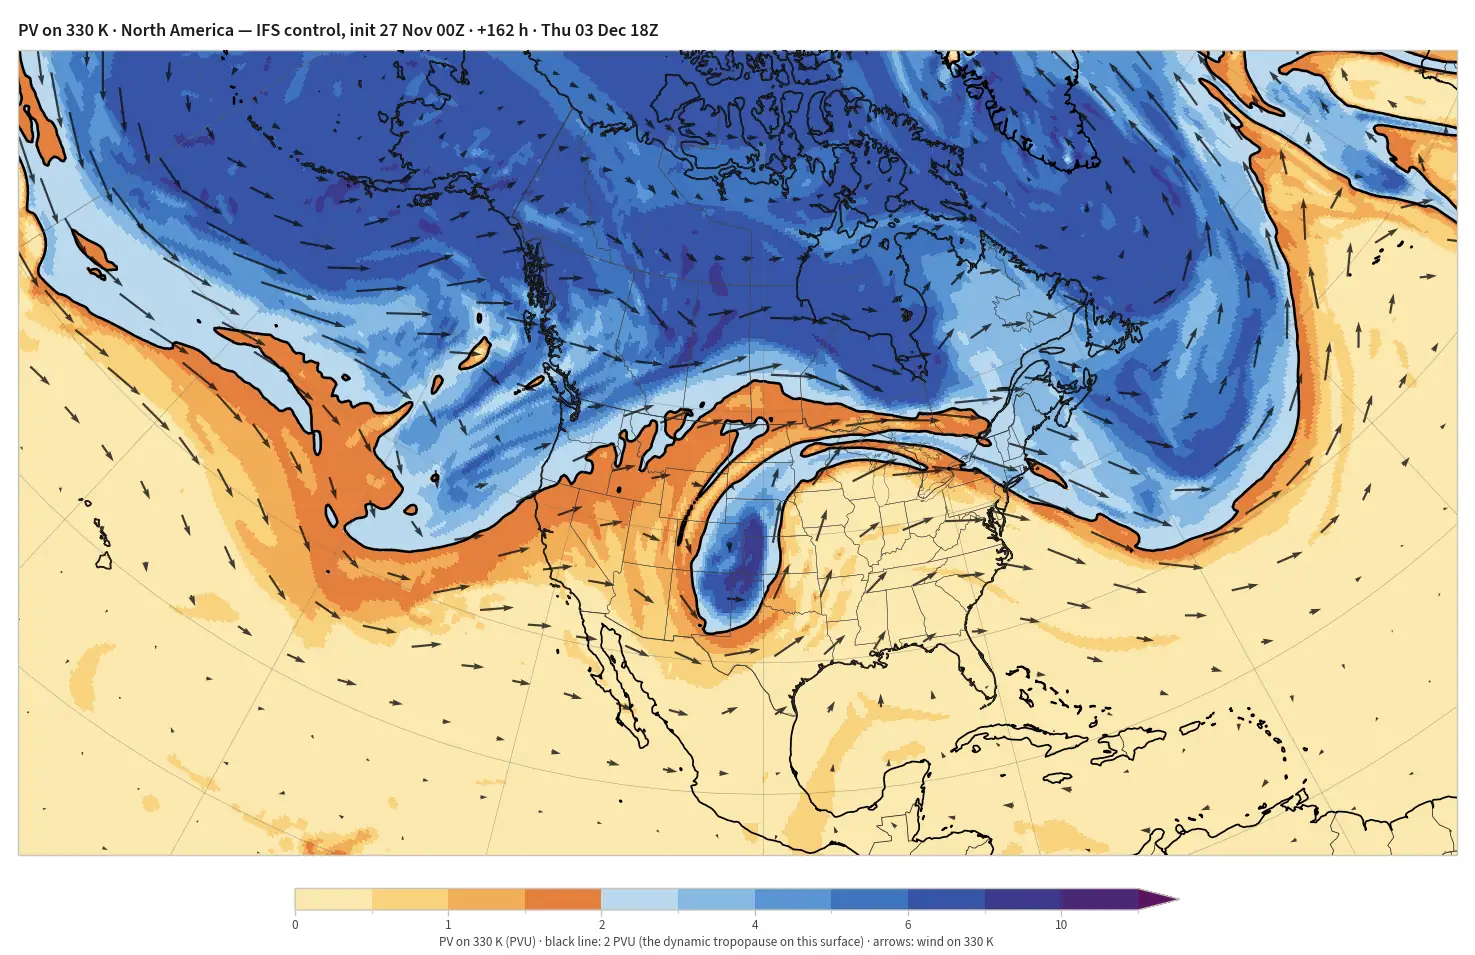 PV on 330 K · North America — IFS control, init 27 Nov 00Z · +162 h · Thu 03 Dec 18Z
0 1 2 4 6 10
PV on 330 K (PVU) · black line: 2 PVU (the dynamic tropopause on this surface) · arrows: wind on 330 K